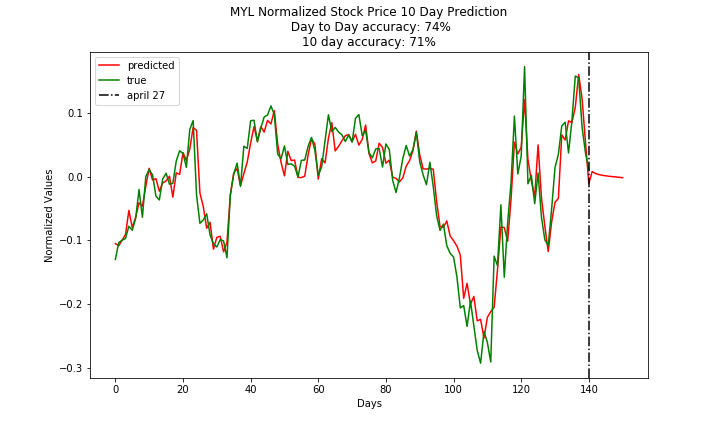 MYL Normalized Stock Price 10 Day Prediction
Day to Day accuracy: 74%
10 day accuracy: 71%
predicted
true
april 27
Normalized Values
0.1
0.0
−0.1
−0.2
−0.3
0 20 40 60 80 100 120 140
Days